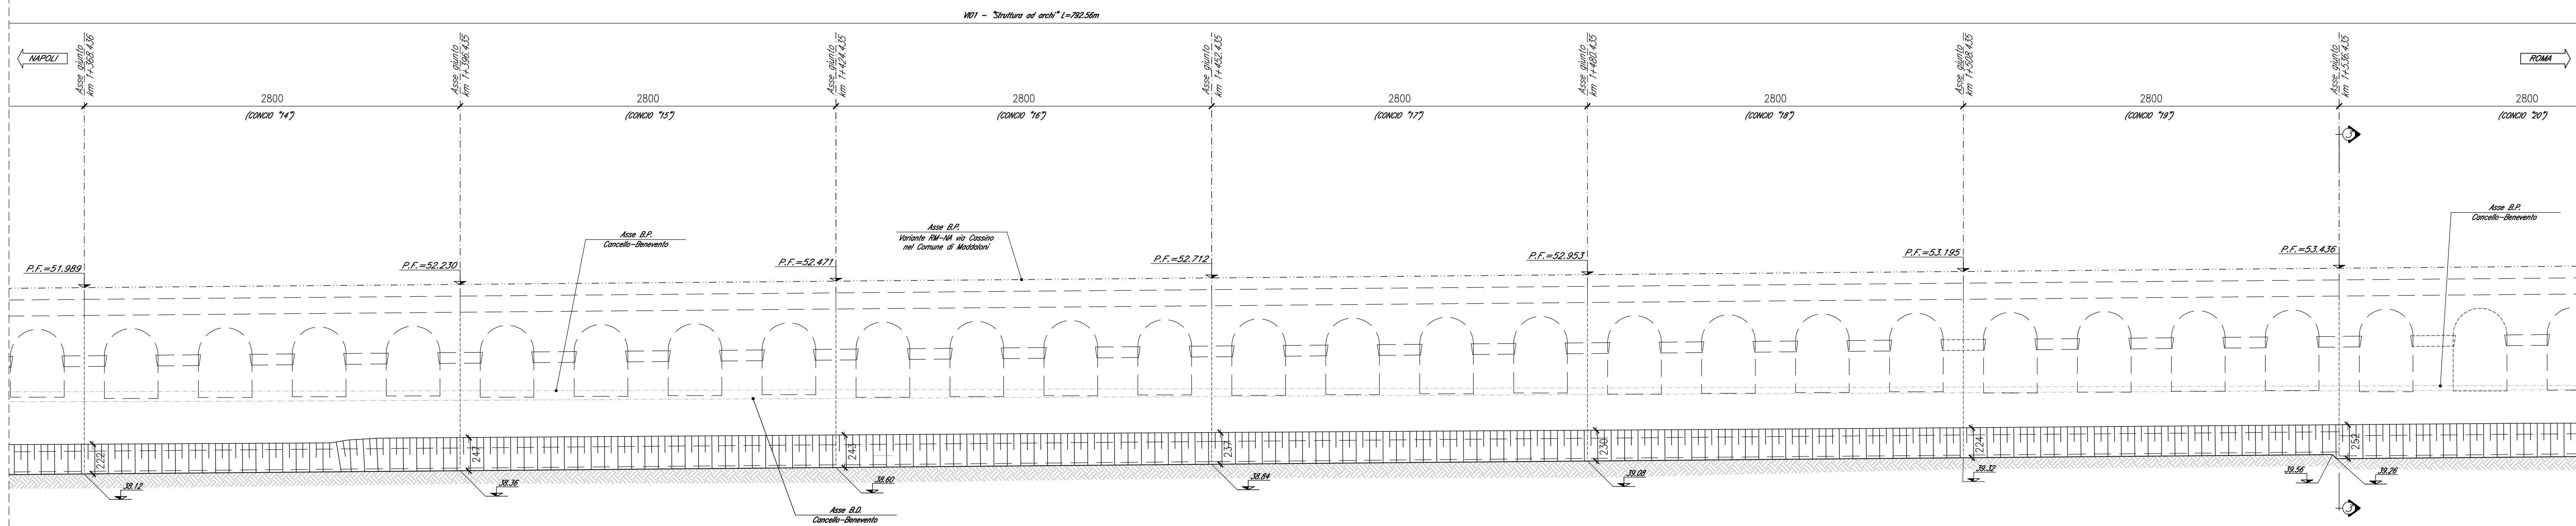 VI01 - "Struttura ad archi" L=792.56m
NAPOLI
ROMA
Asse giunto
km 1+368.436
Asse giunto
km 1+396.435
Asse giunto
km 1+424.435
Asse giunto
km 1+452.435
Asse giunto
km 1+480.435
Asse giunto
km 1+508.435
Asse giunto
km 1+536.435
2800
2800
2800
2800
2800
2800
2800
(CONCIO "14")
(CONCIO "15")
(CONCIO "16")
(CONCIO "17")
(CONCIO "18")
(CONCIO "19")
(CONCIO "20")
3
Asse B.P.
Cancello-Benevento
Asse B.P.
Variante RM-NA via Cassino
nel Comune di Maddaloni
Asse B.P.
Cancello-Benevento
P.F.=51.989
P.F.=52.230
P.F.=52.471
P.F.=52.712
P.F.=52.953
P.F.=53.195
P.F.=53.436
222
243
237
230
224
252
38.12
38.36
38.60
38.84
39.08
39.32
39.56
39.26
Asse B.D.
Cancello-Benevento
3